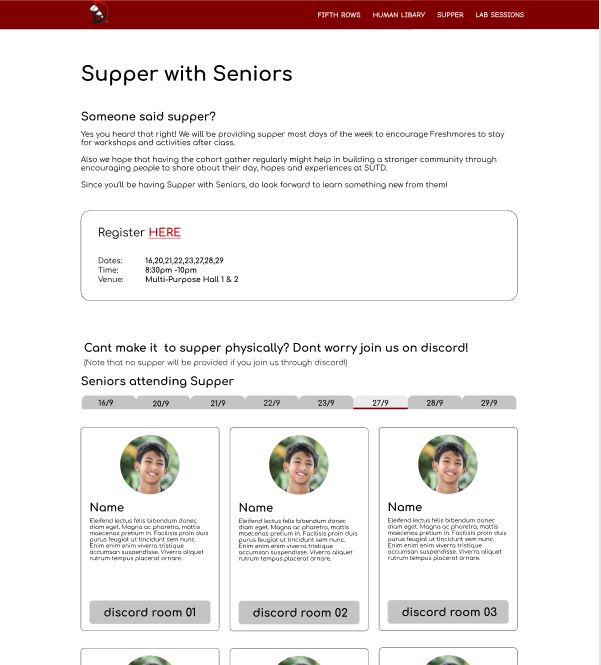 FIFTH ROWS HUMAN LIBARY SUPPER LAB SESSIONS
Supper with Seniors
Someone said supper?
Yes you heard that right! We will be providing supper most days of the week to encourage Freshmores to stay
for workshops and activities after class.
Also we hope that having the cohort gather regularly might help in building a stronger community through
encouraging people to share about their day, hopes and experiences at SUTD.
Since you'll be having Supper with Seniors, do look forward to learn something new from them!
Register HERE
Dates: 16,20,21,22,23,27,28,29
Time: 8:30pm -10pm
Venue: Multi-Purpose Hall 1 & 2
Cant make it to supper physically? Dont worry join us on discord!
(Note that no supper will be provided if you join us through discord!)
Seniors attending Supper
16/9 20/9 21/9 22/9 23/9 27/9 28/9 29/9
Name
Eleifend lectus felis bibendum donec
diam eget. Magna ac pharetra, mattis
maecenas pretium in. Facilisis proin duis
purus feugiat ut tincidunt sem nunc.
Enim enim enim viverra tristique
accumsan suspendisse. Viverra aliquet
rutrum tempus placerat ornare.
discord room 01
Name
Eleifend lectus felis bibendum donec
diam eget. Magna ac pharetra, mattis
maecenas pretium in. Facilisis proin duis
purus feugiat ut tincidunt sem nunc.
Enim enim enim viverra tristique
accumsan suspendisse. Viverra aliquet
rutrum tempus placerat ornare.
discord room 02
Name
Eleifend lectus felis bibendum donec
diam eget. Magna ac pharetra, mattis
maecenas pretium in. Facilisis proin duis
purus feugiat ut tincidunt sem nunc.
Enim enim enim viverra tristique
accumsan suspendisse. Viverra aliquet
rutrum tempus placerat ornare.
discord room 03